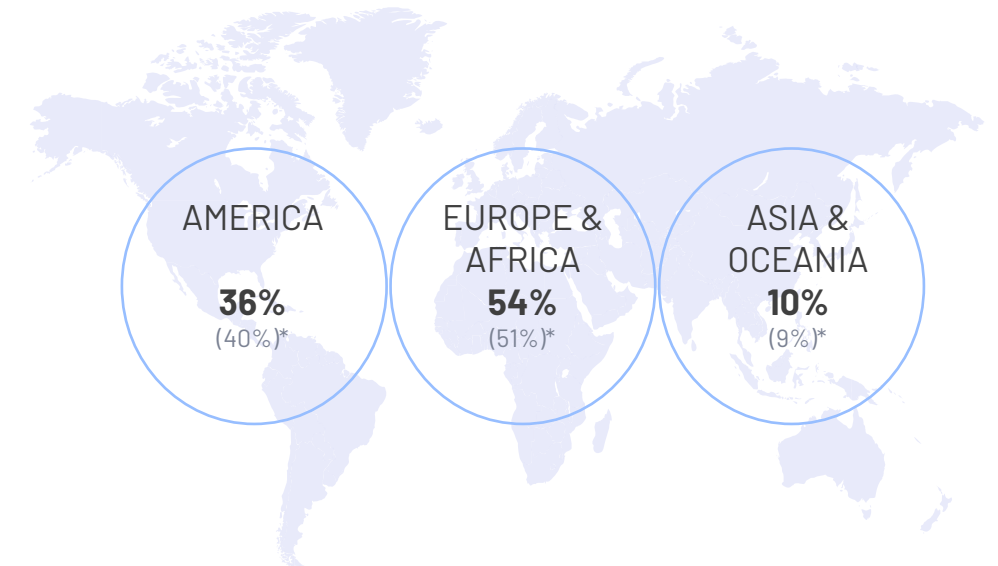 AMERICA
36%
(40%)*
EUROPE &
AFRICA
54%
(51%)*
ASIA &
OCEANIA
10%
(9%)*